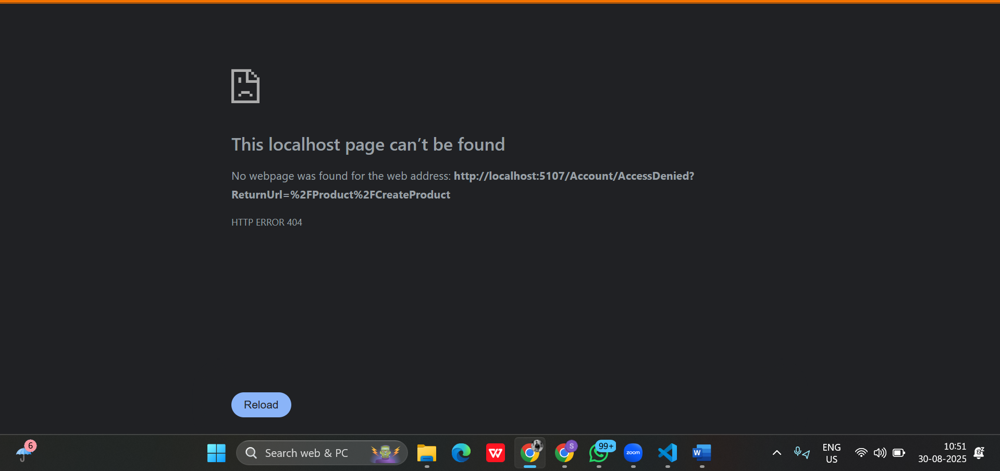 This localhost page can’t be found
No webpage was found for the web address: http://localhost:5107/Account/AccessDenied?
ReturnUrl=%2FProduct%2FCreateProduct
HTTP ERROR 404
Reload
6
Search web & PC
W
S
99+
zoom
W
ENG
US
10:51
30-08-2025